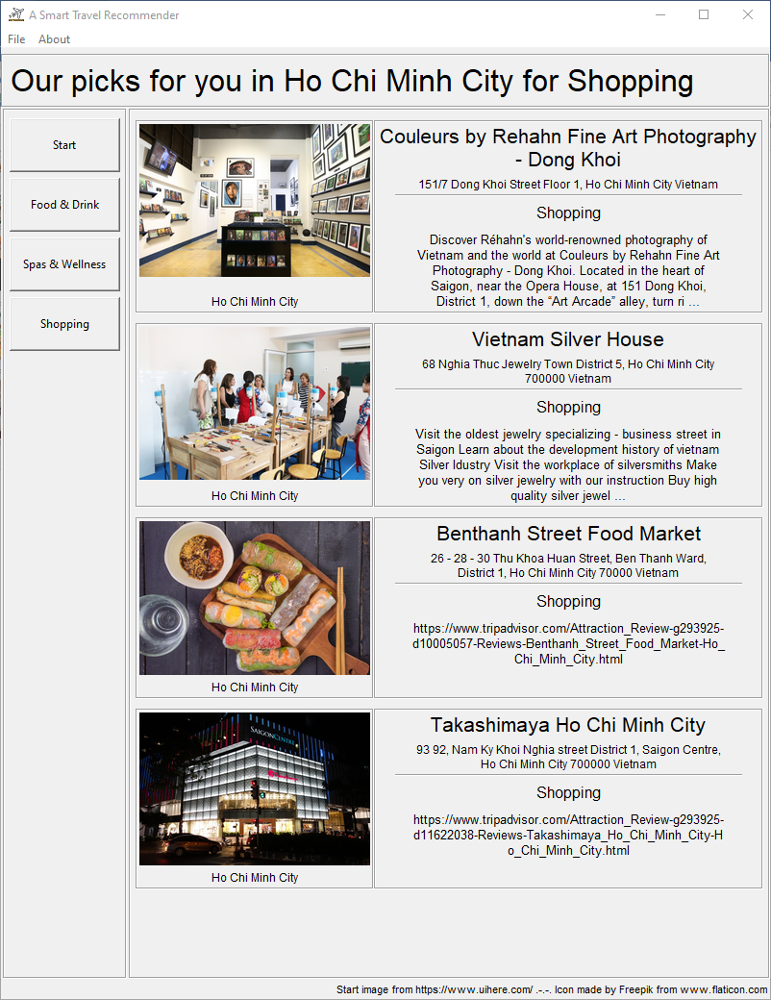 A Smart Travel Recommender
File About
Our picks for you in Ho Chi Minh City for Shopping
Start
Food & Drink
Spas & Wellness
Shopping
Couleurs by Rehahn Fine Art Photography
- Dong Khoi
151/7 Dong Khoi Street Floor 1, Ho Chi Minh City Vietnam
Shopping
Discover Réhahn's world-renowned photography of
Vietnam and the world at Couleurs by Rehahn Fine Art
Photography - Dong Khoi. Located in the heart of
Saigon, near the Opera House, at 151 Dong Khoi,
District 1, down the “Art Arcade” alley, turn ri ...
Ho Chi Minh City
Vietnam Silver House
68 Nghia Thuc Jewelry Town District 5, Ho Chi Minh City
700000 Vietnam
Shopping
Visit the oldest jewelry specializing - business street in
Saigon Learn about the development history of vietnam
Silver Idustry Visit the workplace of silversmiths Make
you very on silver jewelry with our instruction Buy high
quality silver jewel ...
Ho Chi Minh City
Benthanh Street Food Market
26 - 28 - 30 Thu Khoa Huan Street, Ben Thanh Ward,
District 1, Ho Chi Minh City 70000 Vietnam
Shopping
https://www.tripadvisor.com/Attraction_Review-g293925-
d10005057-Reviews-Benthanh_Street_Food_Market-Ho_
Chi_Minh_City.html
Ho Chi Minh City
SAIGON CENTRE
Takashimaya Ho Chi Minh City
93 92, Nam Ky Khoi Nghia street District 1, Saigon Centre,
Ho Chi Minh City 700000 Vietnam
Shopping
https://www.tripadvisor.com/Attraction_Review-g293925-
d11622038-Reviews-Takashimaya_Ho_Chi_Minh_City-H
o_Chi_Minh_City.html
Ho Chi Minh City
Start image from https://www.uihere.com/ .-.-. Icon made by Freepik from www.flaticon.com